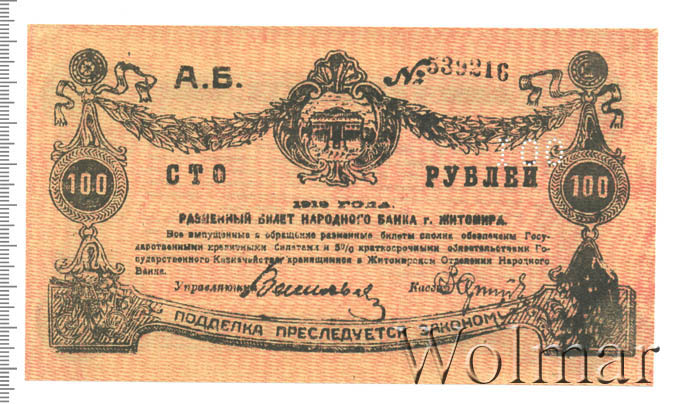 А.Б. № 539216
СТО РУБЛЕЙ
100 100
1919 ГОДА.
РАЗМЕННЫЙ БИЛЕТ НАРОДНОГО БАНКА г. ЖИТОМИРА.
Все выпущенные в обращение разменные билеты сполна обезпечены Госу-
дарственными кредитными билетами и 5% краткосрочными обязательствами Го-
сударственного Казначейства хранящимися в Житомирском Отделении Народного
Банка.
Управляющий Кассир
ПОДДЕЛКА ПРЕСЛЕДУЕТСЯ ЗАКОНОМ
Wolmar